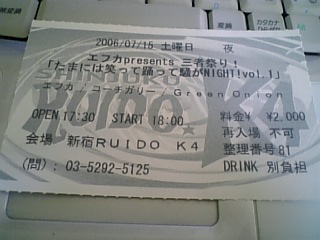 2006/07/15 土曜日 夜
エフカpresents 三者祭り!
「たまには笑って踊って騒がNIGHT!vol.1」
エフカ / コーチガリー / Green Onion
OPEN 17:30 START 18:00 料金¥ ¥2,000
再入場 不可
会場 新宿RUIDO K4 整理番号 81
(問): 03-5292-5125 DRINK 別負担
SHINJUKU
RUIDO K4